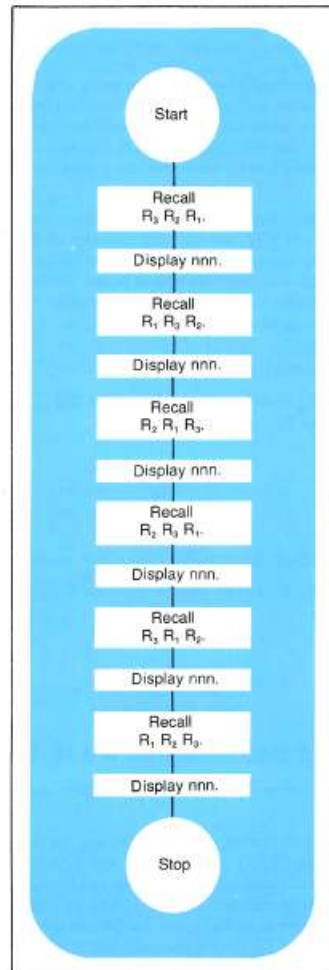 Start
Recall
R₃ R₂ R₁.
Display nnn.
Recall
R₁ R₃ R₂.
Display nnn.
Recall
R₂ R₁ R₃.
Display nnn.
Recall
R₂ R₃ R₁.
Display nnn.
Recall
R₃ R₁ R₂.
Display nnn.
Recall
R₁ R₂ R₃.
Display nnn.
Stop